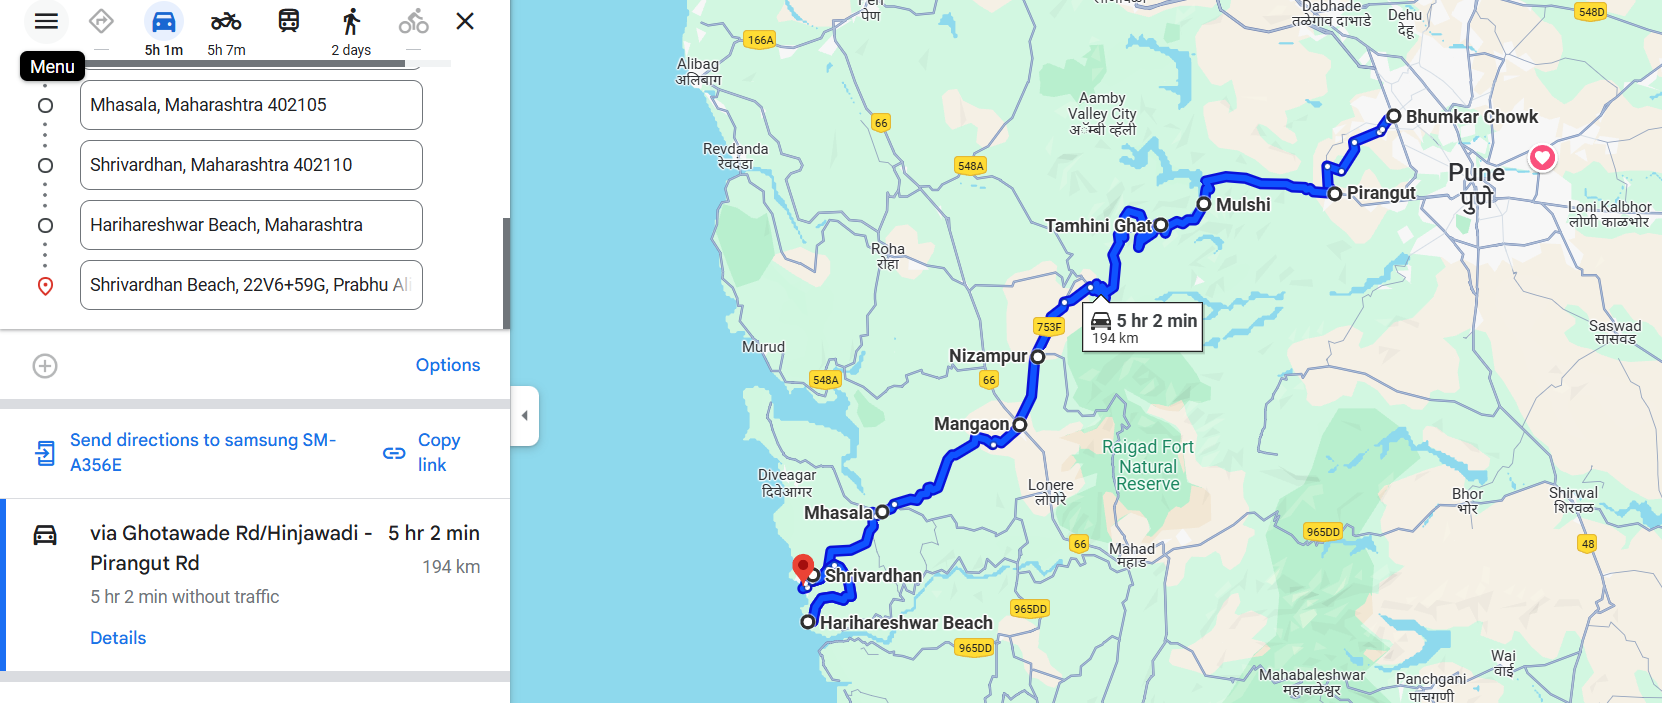 5h 1m
5h 7m
2 days
Menu
Mhasala, Maharashtra 402105
Shrivardhan, Maharashtra 402110
Harihareshwar Beach, Maharashtra
Shrivardhan Beach, 22V6+59G, Prabhu Ali
Options
Send directions to samsung SM-
A356E
Copy
link
via Ghotawade Rd/Hinjawadi -
Pirangut Rd
5 hr 2 min
194 km
5 hr 2 min without traffic
Details
पेण
Dabhade
तळेगाव दाभाडे
Dehu
देहू
548D
166A
Alibag
अलिबाग
Aamby
Valley City
अॅम्बी व्हॅली
66
Bhumkar Chowk
Revdanda
रेवदंडा
548A
Pune
पुणे
Pirangut
Mulshi
Loni Kalbhor
लोणी काळभोर
Tamhini Ghat
Roha
रोहा
5 hr 2 min
194 km
753F
Saswad
सासवड
Murud
Nizampur
548A
66
Mangaon
Raigad Fort
Natural
Reserve
Diveagar
दिवेआगर
Lonere
लोणेरे
Bhor
भोर
Shirwal
शिरवळ
Mhasala
965DD
66
Mahad
महाड
48
Shrivardhan
965DD
Harihareshwar Beach
965DD
Wai
वाई
Mahabaleshwar
महाबळेश्वर
Panchgani
पाचगणी